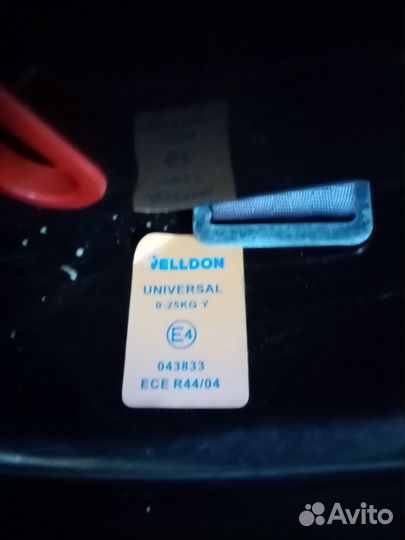 WELLDON
UNIVERSAL
0-25KG Y
E4
043833
ECE R44/04
Avito